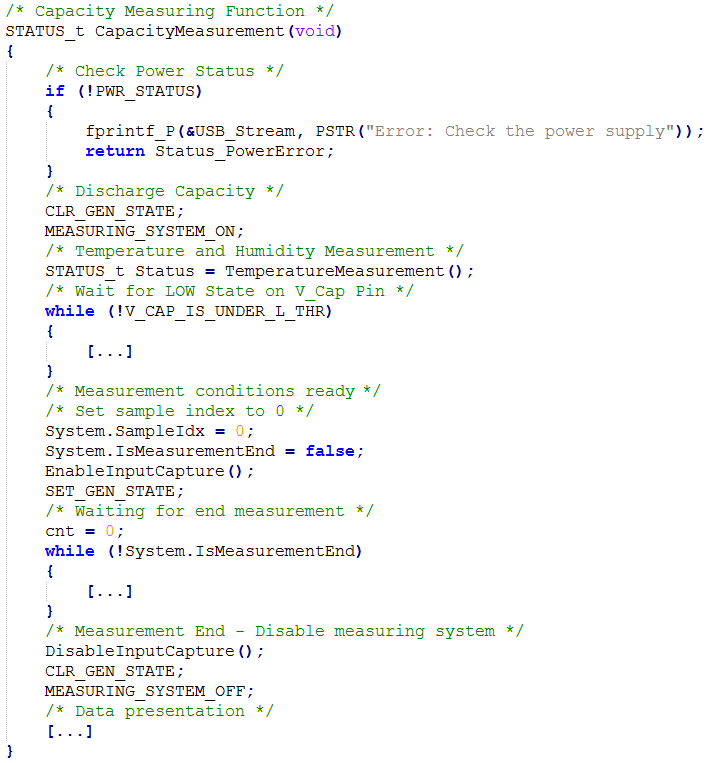 /* Capacity Measuring Function */
STATUS_t CapacityMeasurement(void)
{
    /* Check Power Status */
    if (!PWR_STATUS)
    {
        fprintf_P(&USB_Stream, PSTR("Error: Check the power supply"));
        return Status_PowerError;
    }
    /* Discharge Capacity */
    CLR_GEN_STATE;
    MEASURING_SYSTEM_ON;
    /* Temperature and Humidity Measurement */
    STATUS_t Status = TemperatureMeasurement();
    /* Wait for LOW State on V_Cap Pin */
    while (!V_CAP_IS_UNDER_L_THR)
    {
        [...]
    }
    /* Measurement conditions ready */
    /* Set sample index to 0 */
    System.SampleIdx = 0;
    System.IsMeasurementEnd = false;
    EnableInputCapture();
    SET_GEN_STATE;
    /* Waiting for end measurement */
    cnt = 0;
    while (!System.IsMeasurementEnd)
    {
        [...]
    }
    /* Measurement End - Disable measuring system */
    DisableInputCapture();
    CLR_GEN_STATE;
    MEASURING_SYSTEM_OFF;
    /* Data presentation */
    [...]
}